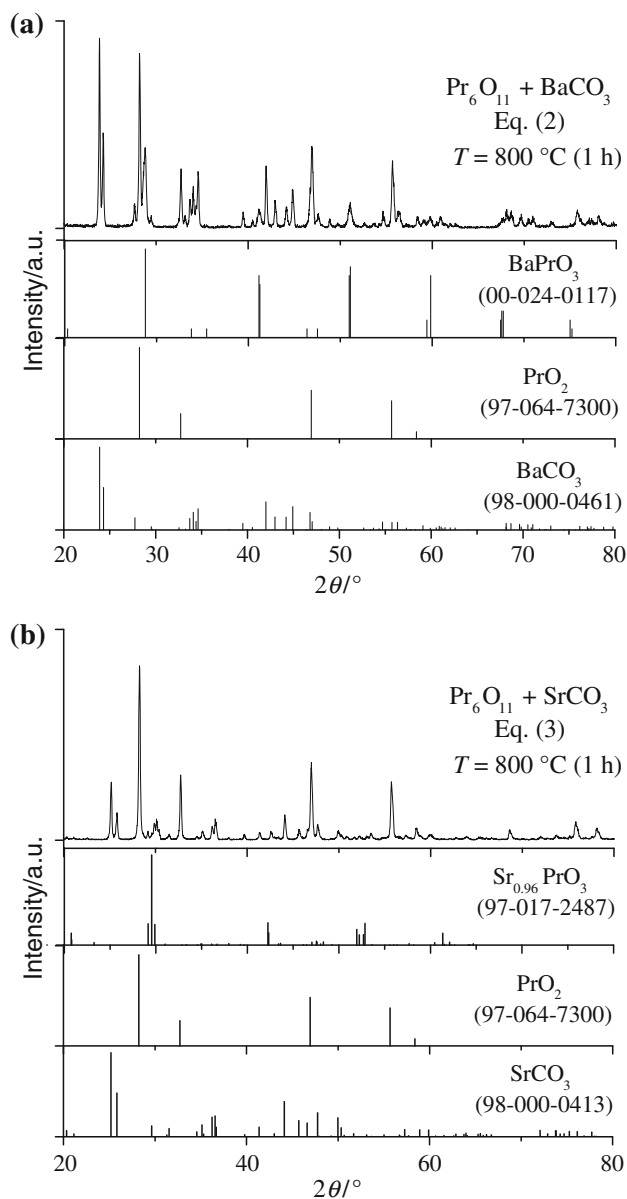 (a)
Pr6O11 + BaCO3
Eq. (2)
T = 800 °C (1 h)
Intensity/a.u.
BaPrO3
(00-024-0117)
PrO2
(97-064-7300)
BaCO3
(98-000-0461)
20 30 40 50 60 70 80
2θ/°
(b)
Pr6O11 + SrCO3
Eq. (3)
T = 800 °C (1 h)
Intensity/a.u.
Sr0.96PrO3
(97-017-2487)
PrO2
(97-064-7300)
SrCO3
(98-000-0413)
20 40 60 80
2θ/°